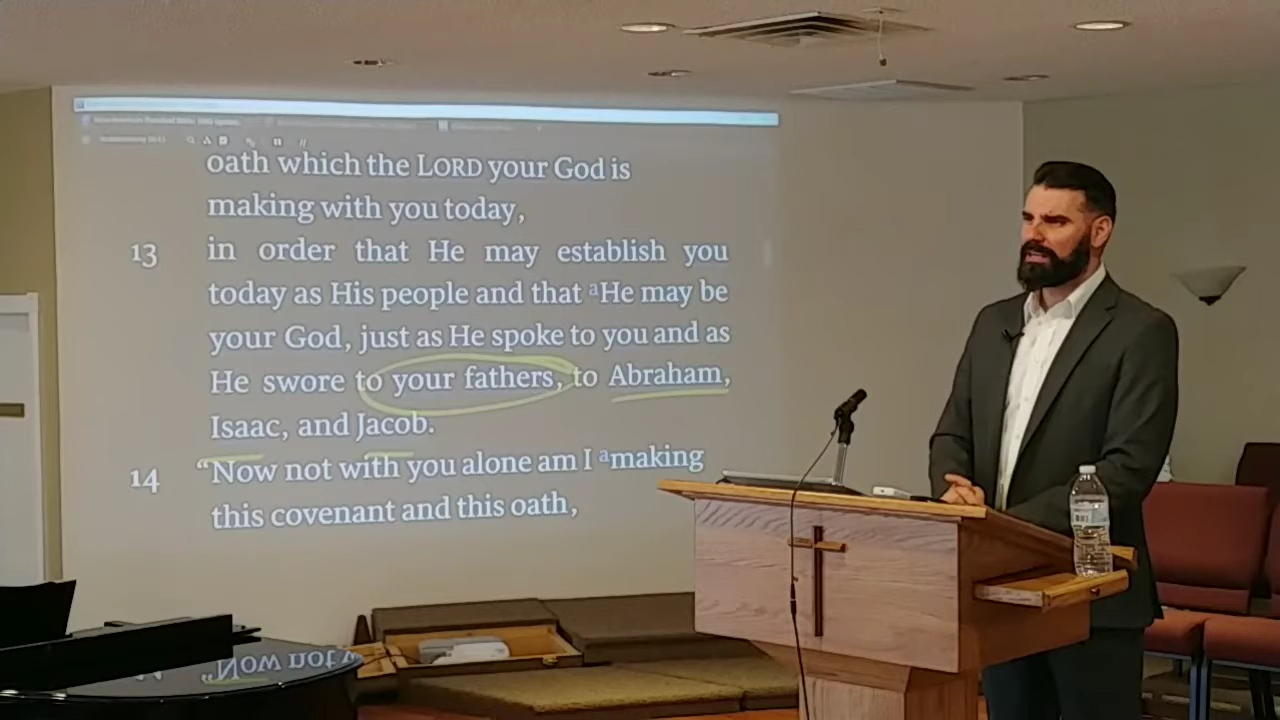 oath which the LORD your God is
making with you today,
13 in order that He may establish you
today as His people and that ᵃHe may be
your God, just as He spoke to you and as
He swore to your fathers, to Abraham,
Isaac, and Jacob.
14 “Now not with you alone am I ᵃmaking
this covenant and this oath,
“Now not w